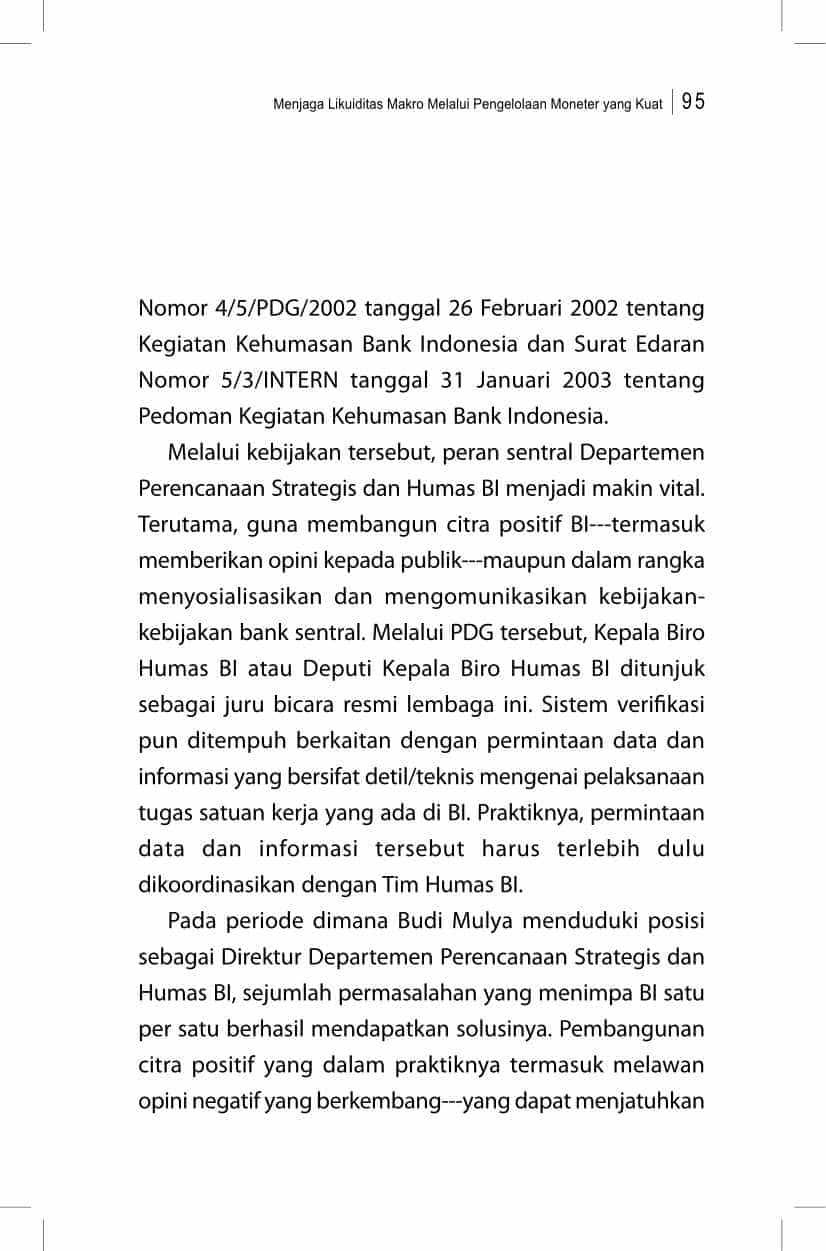 Menjaga Likuiditas Makro Melalui Pengelolaan Moneter yang Kuat 95
Nomor 4/5/PDG/2002 tanggal 26 Februari 2002 tentang
Kegiatan Kehumasan Bank Indonesia dan Surat Edaran
Nomor 5/3/INTERN tanggal 31 Januari 2003 tentang
Pedoman Kegiatan Kehumasan Bank Indonesia.
Melalui kebijakan tersebut, peran sentral Departemen
Perencanaan Strategis dan Humas BI menjadi makin vital.
Terutama, guna membangun citra positif BI---termasuk
memberikan opini kepada publik---maupun dalam rangka
menyosialisasikan dan mengomunikasikan kebijakan-
kebijakan bank sentral. Melalui PDG tersebut, Kepala Biro
Humas BI atau Deputi Kepala Biro Humas BI ditunjuk
sebagai juru bicara resmi lembaga ini. Sistem verifikasi
pun ditempuh berkaitan dengan permintaan data dan
informasi yang bersifat detil/teknis mengenai pelaksanaan
tugas satuan kerja yang ada di BI. Praktiknya, permintaan
data dan informasi tersebut harus terlebih dulu
dikoordinasikan dengan Tim Humas BI.
Pada periode dimana Budi Mulya menduduki posisi
sebagai Direktur Departemen Perencanaan Strategis dan
Humas BI, sejumlah permasalahan yang menimpa BI satu
per satu berhasil mendapatkan solusinya. Pembangunan
citra positif yang dalam praktiknya termasuk melawan
opini negatif yang berkembang---yang dapat menjatuhkan